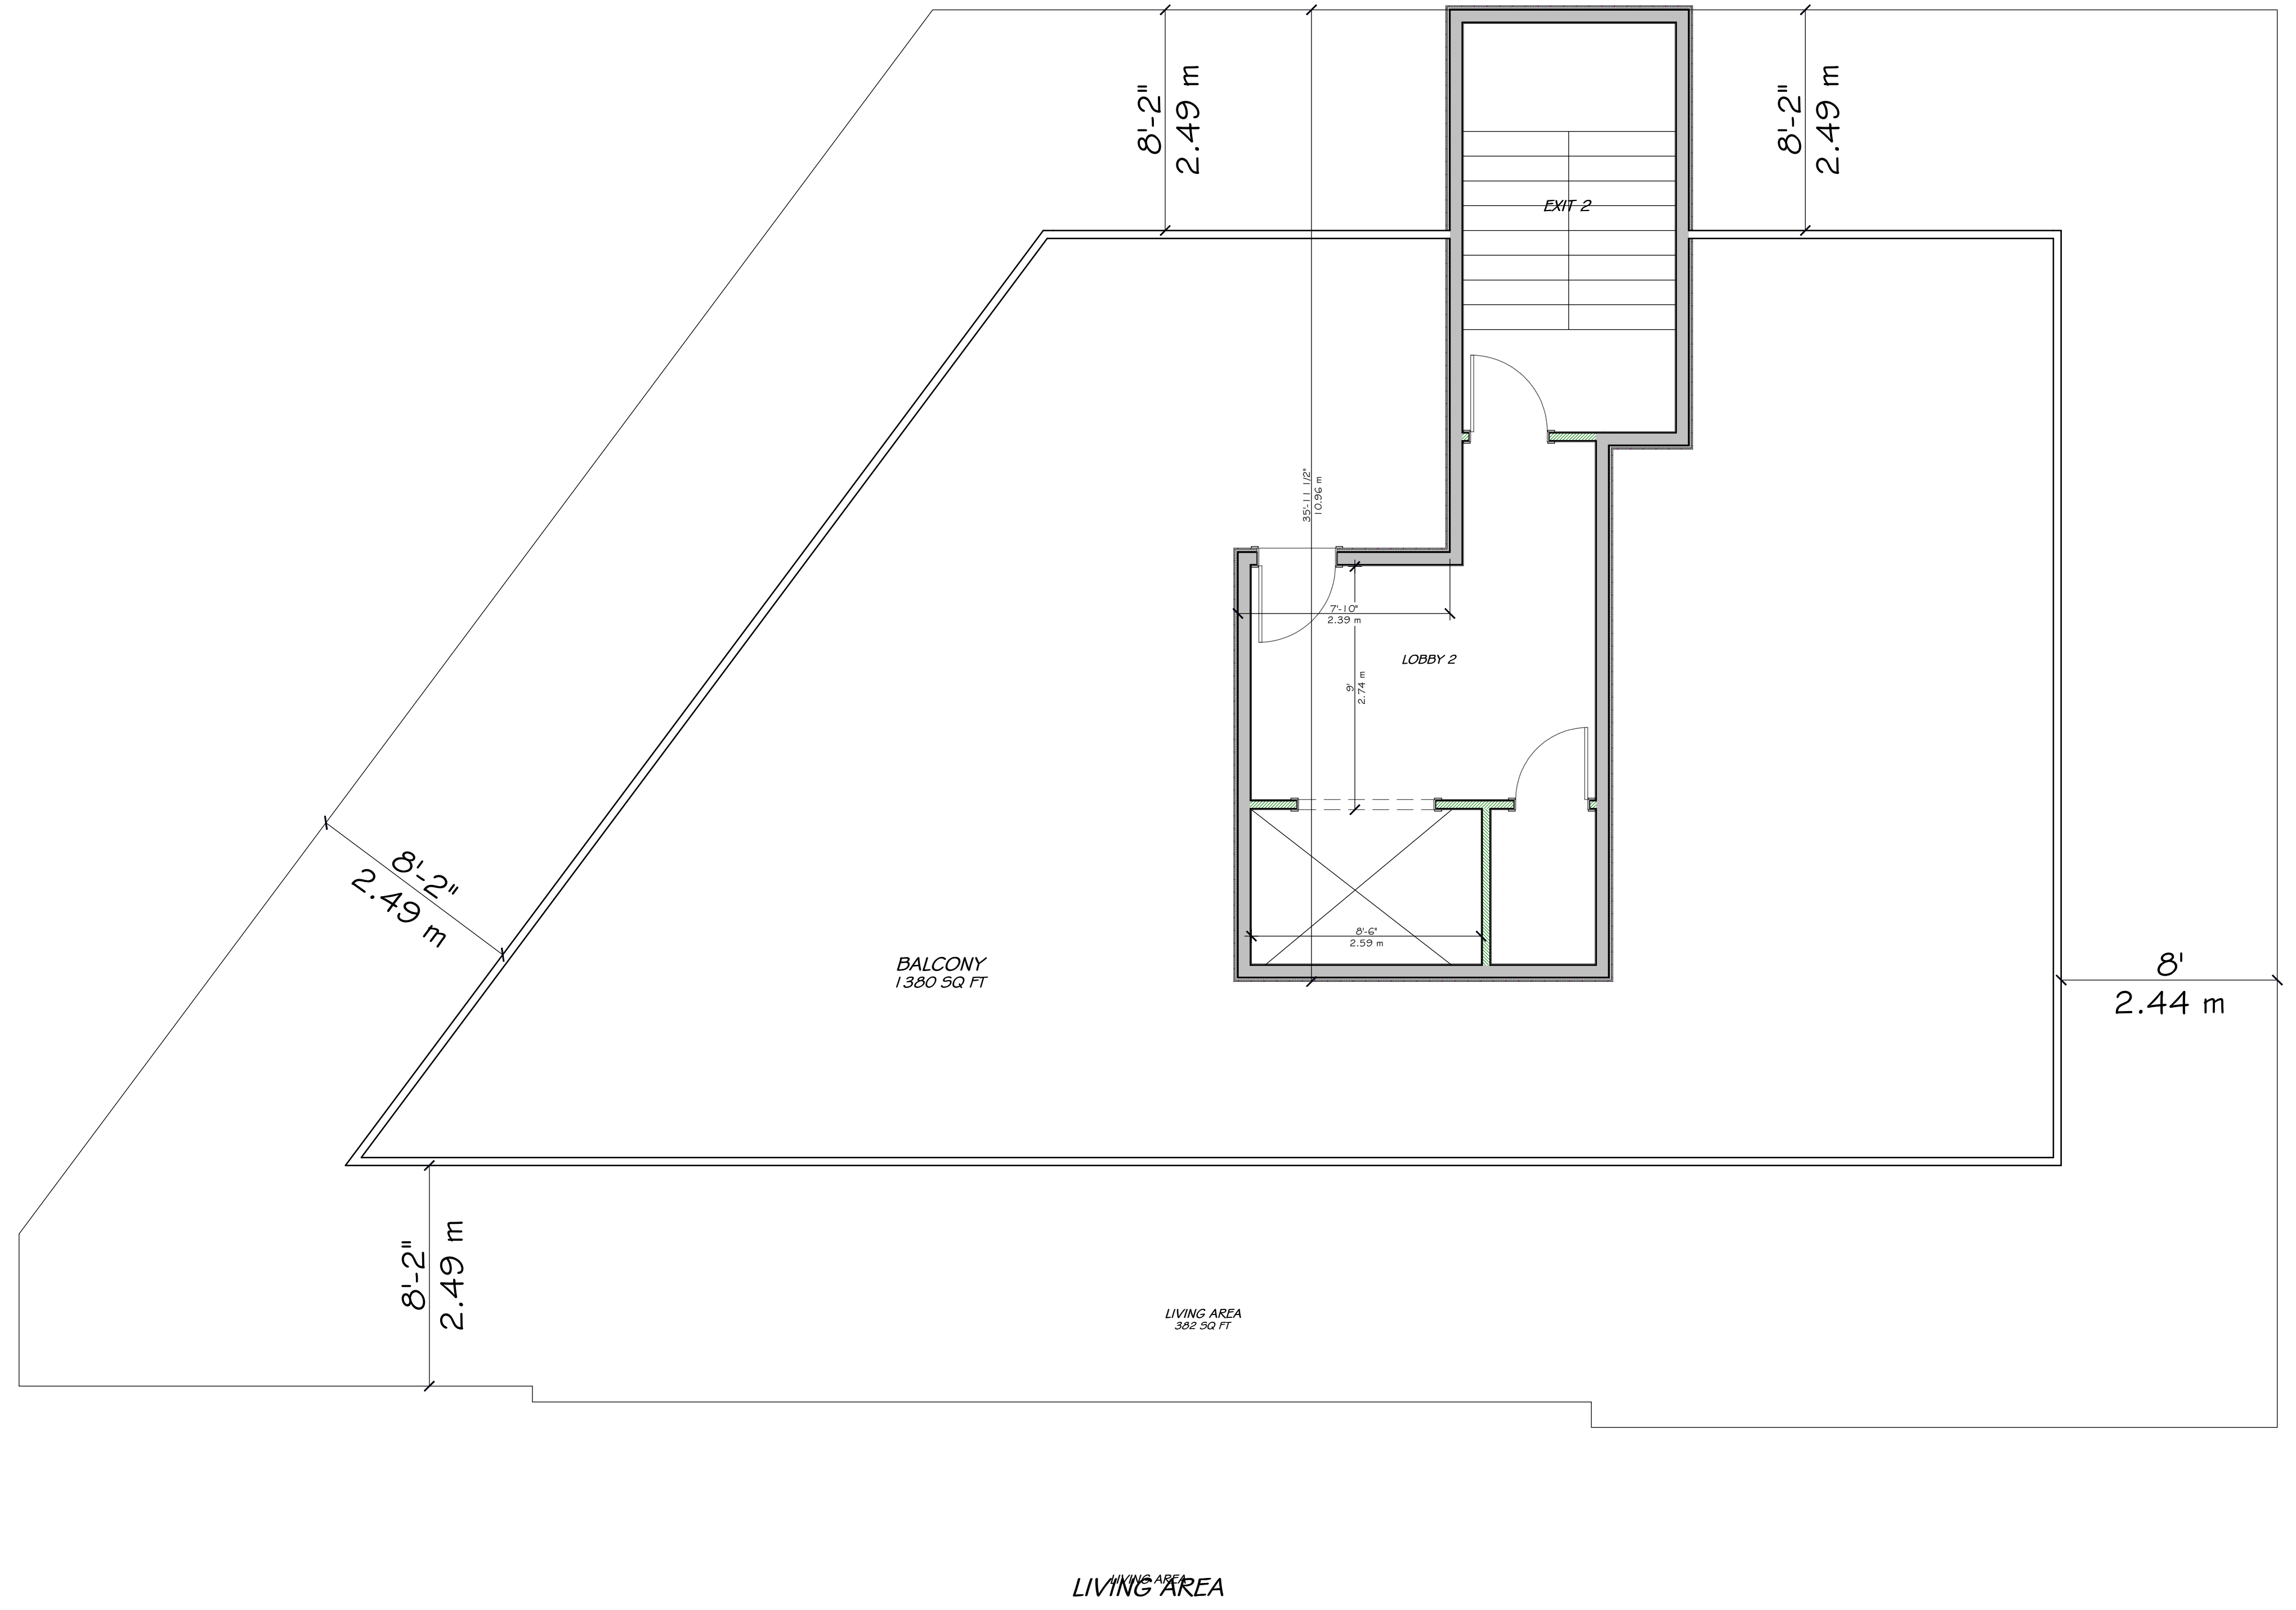 8'-2"
2.49 m
8'-2"
2.49 m
EXIT 2
35'-11 1/2"
10.96 m
7'-10"
2.39 m
LOBBY 2
9'
2.74 m
8'-2"
2.49 m
8'-6"
2.59 m
BALCONY
1380 SQ FT
8'
2.44 m
8'-2"
2.49 m
LIVING AREA
382 SQ FT
LIVING AREA
LIVING AREA